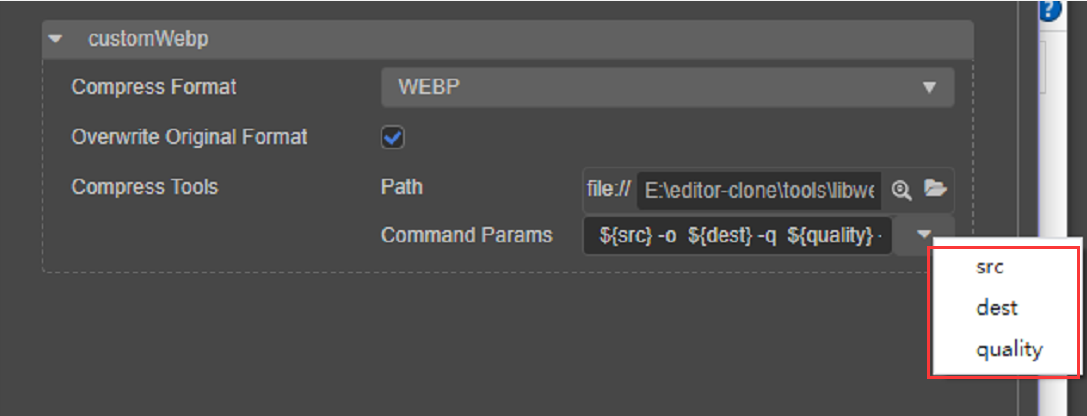 customWebp
Compress Format WEBP
Overwrite Original Format
Compress Tools Path file:// E:\editor-clone\tools\libwe
Command Params ${src} -o ${dest} -q ${quality} -
src
dest
quality